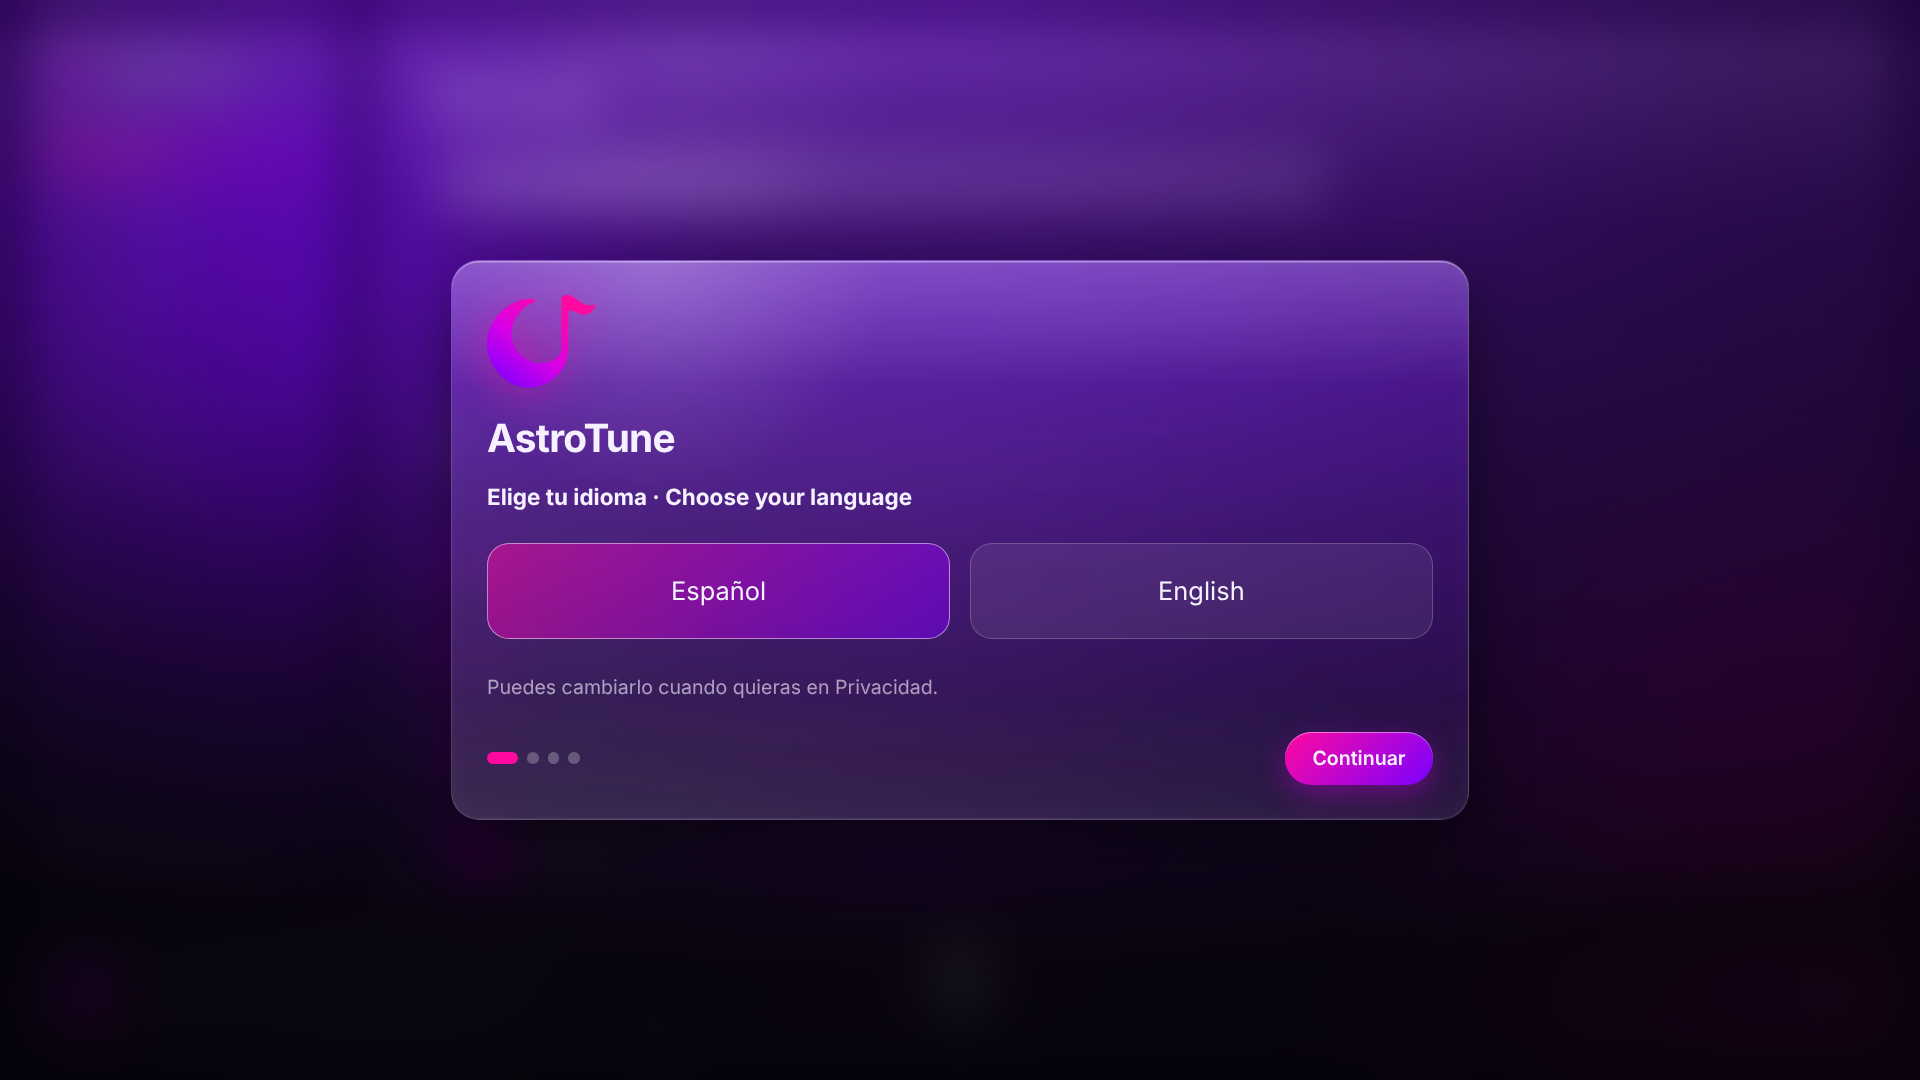 AstroTune
Elige tu idioma · Choose your language
Español
English
Puedes cambiarlo cuando quieras en Privacidad.
Continuar